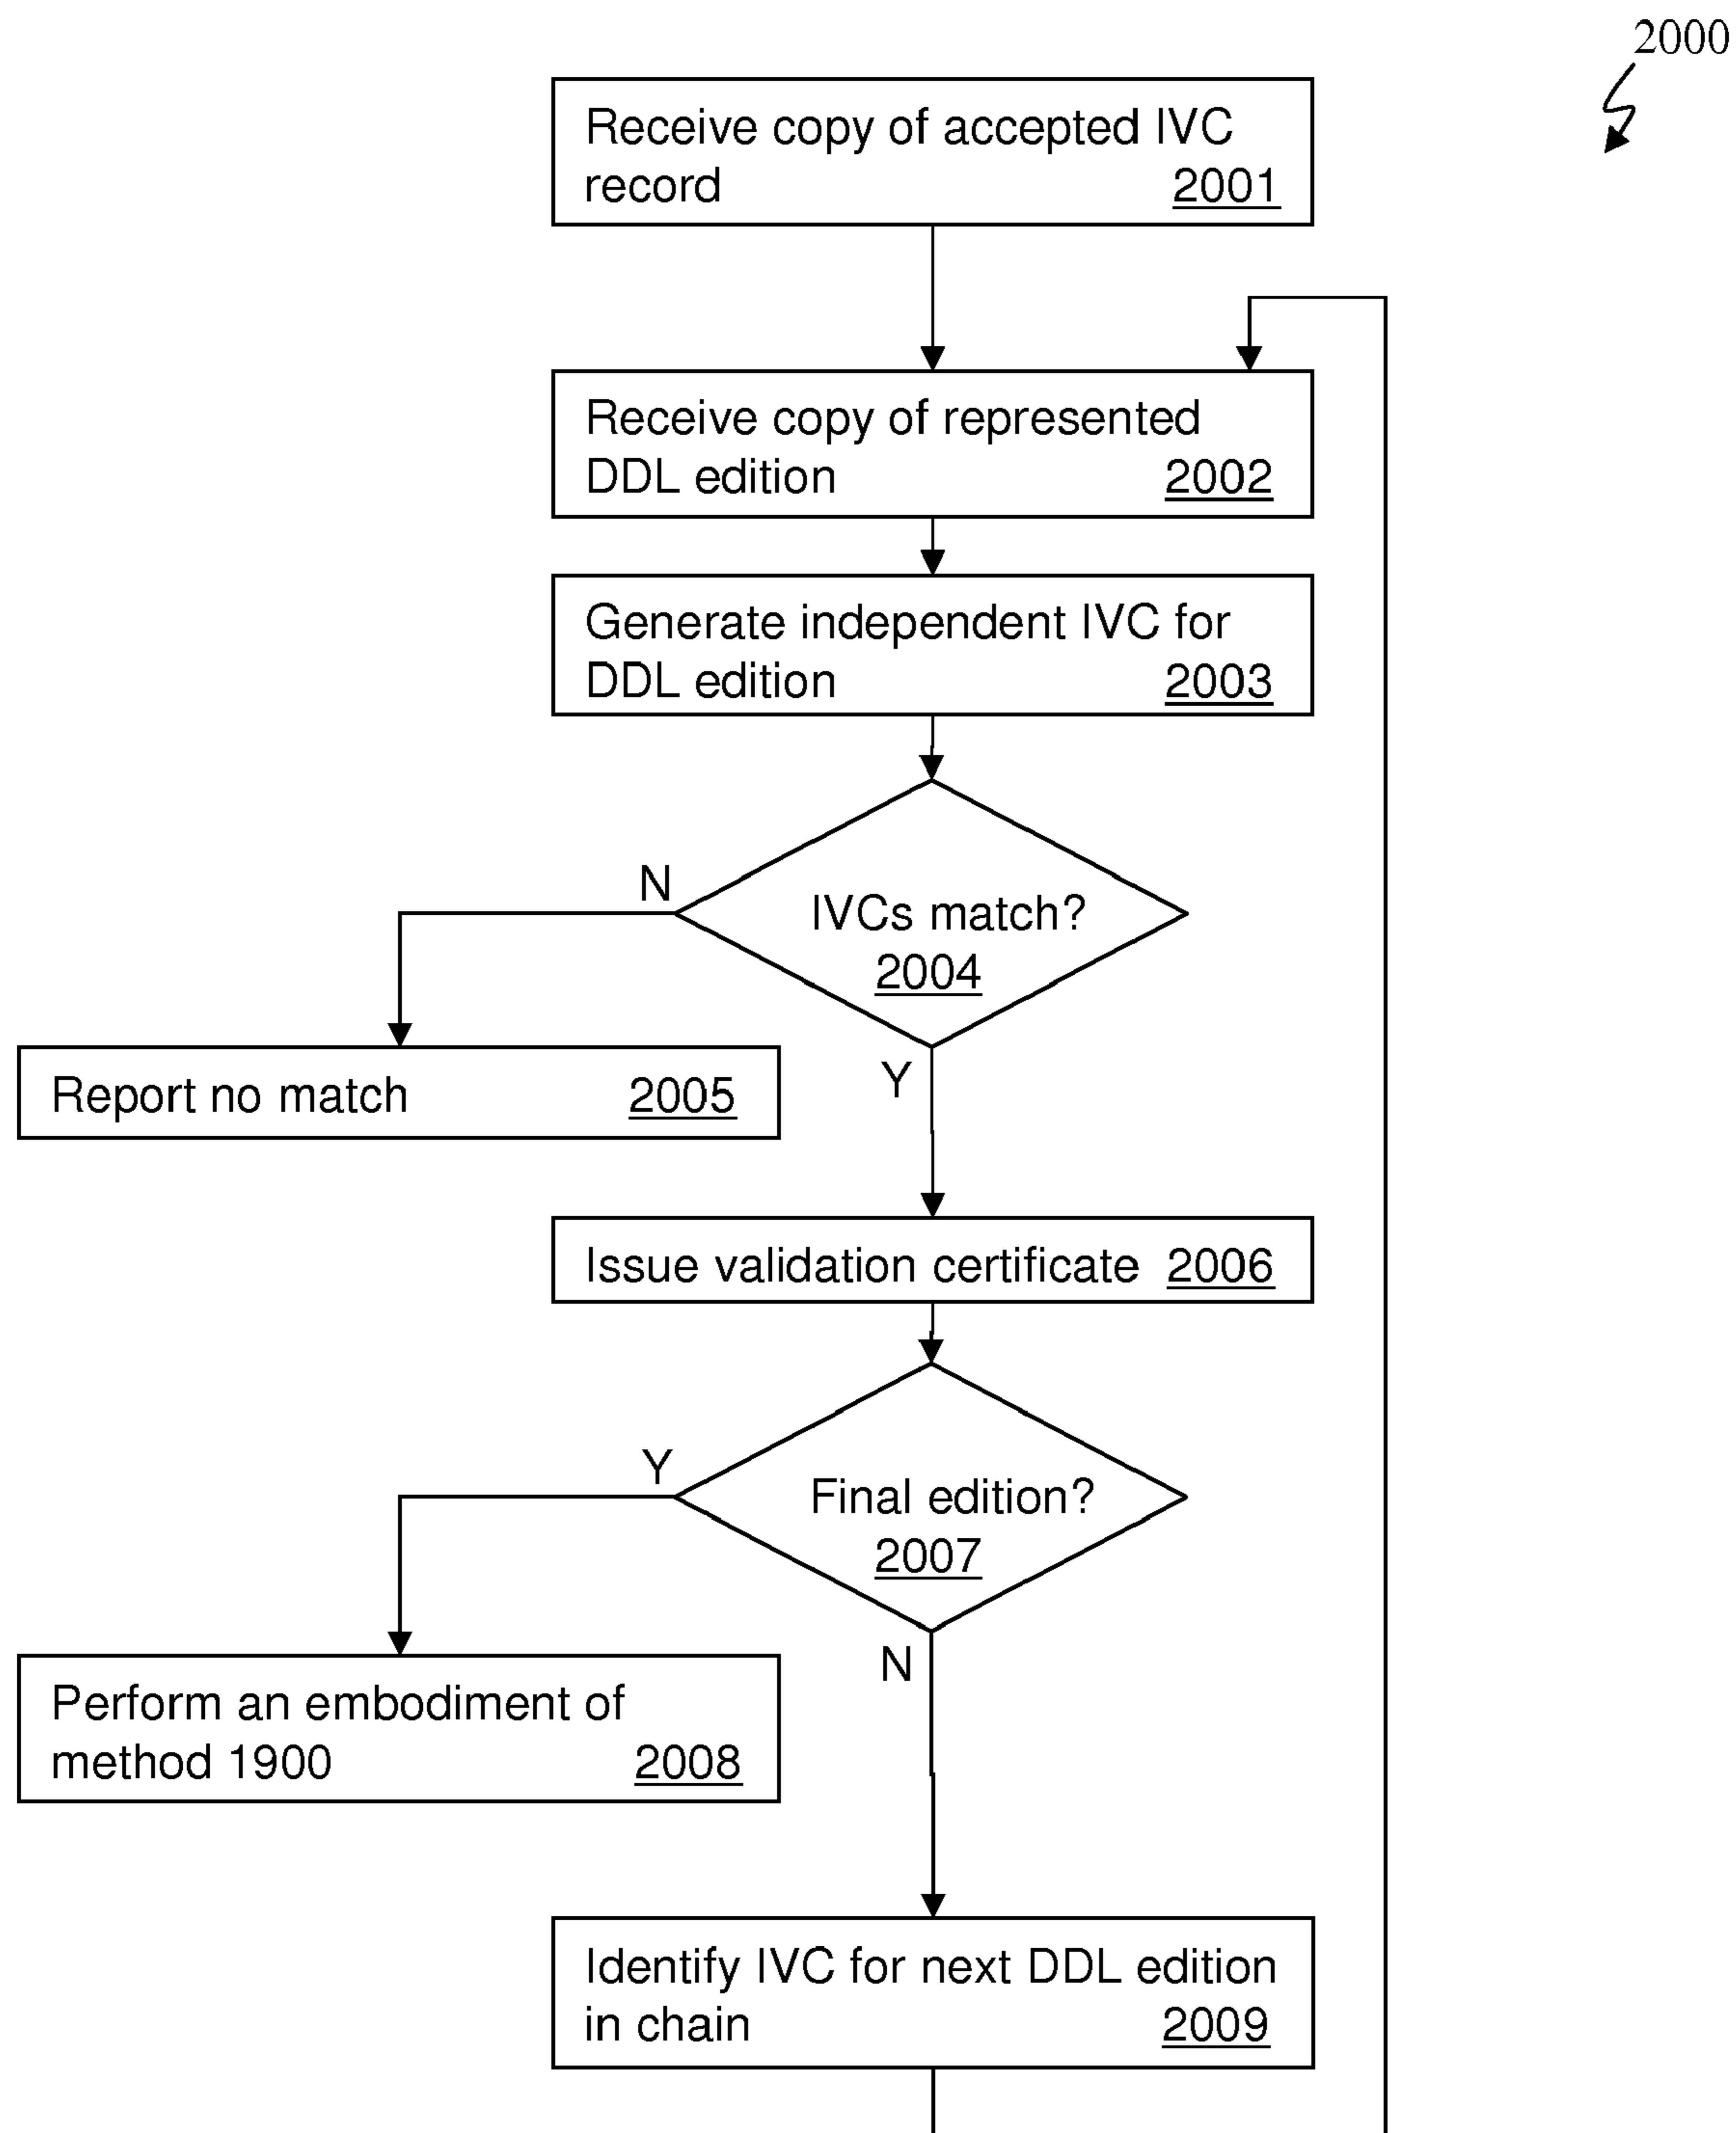 2000
Receive copy of accepted IVC
record 2001
Receive copy of represented
DDL edition 2002
Generate independent IVC for
DDL edition 2003
N
IVCs match?
2004
Y
Report no match 2005
Issue validation certificate 2006
Y
Final edition?
2007
N
Perform an embodiment of
method 1900 2008
Identify IVC for next DDL edition
in chain 2009